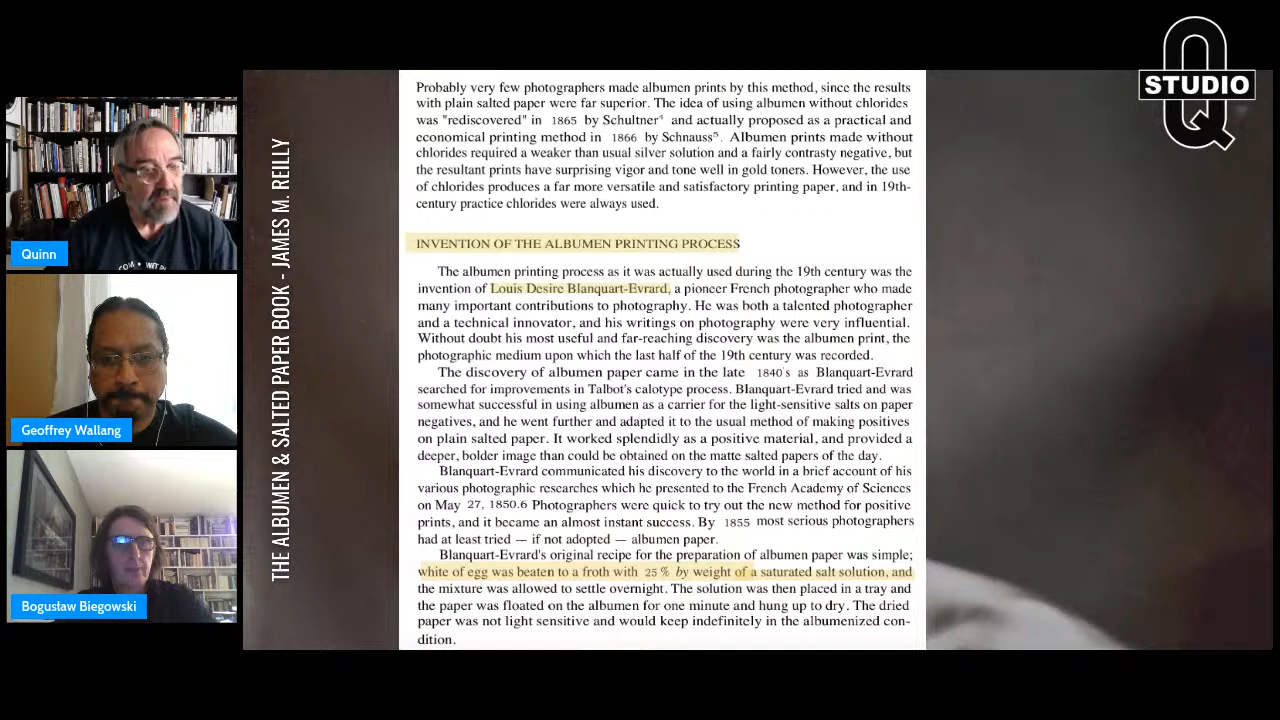 STUDIO
Q
Probably very few photographers made albumen prints by this method, since the results
with plain salted paper were far superior. The idea of using albumen without chlorides
was "rediscovered" in 1865 by Schultner⁴ and actually proposed as a practical and
economical printing method in 1866 by Schnauss⁵. Albumen prints made without
chlorides required a weaker than usual silver solution and a fairly contrasty negative, but
the resultant prints have surprising vigor and tone well in gold toners. However, the use
of chlorides produces a far more versatile and satisfactory printing paper, and in 19th-
century practice chlorides were always used.
INVENTION OF THE ALBUMEN PRINTING PROCESS
The albumen printing process as it was actually used during the 19th century was the
invention of Louis Desire Blanquart-Evrard, a pioneer French photographer who made
many important contributions to photography. He was both a talented photographer
and a technical innovator, and his writings on photography were very influential.
Without doubt his most useful and far-reaching discovery was the albumen print, the
photographic medium upon which the last half of the 19th century was recorded.
The discovery of albumen paper came in the late 1840's as Blanquart-Evrard
searched for improvements in Talbot's calotype process. Blanquart-Evrard tried and was
somewhat successful in using albumen as a carrier for the light-sensitive salts on paper
negatives, and he went further and adapted it to the usual method of making positives
on plain salted paper. It worked splendidly as a positive material, and provided a
deeper, bolder image than could be obtained on the matte salted papers of the day.
Blanquart-Evrard communicated his discovery to the world in a brief account of his
various photographic researches which he presented to the French Academy of Sciences
on May 27, 1850.6 Photographers were quick to try out the new method for positive
prints, and it became an almost instant success. By 1855 most serious photographers
had at least tried — if not adopted — albumen paper.
Blanquart-Evrard's original recipe for the preparation of albumen paper was simple;
white of egg was beaten to a froth with 25% by weight of a saturated salt solution, and
the mixture was allowed to settle overnight. The solution was then placed in a tray and
the paper was floated on the albumen for one minute and hung up to dry. The dried
paper was not light sensitive and would keep indefinitely in the albumenized con-
dition.
THE ALBUMEN & SALTED PAPER BOOK - JAMES M. REILLY
Quinn
Geoffrey Wallang
Bogusław Biegowski